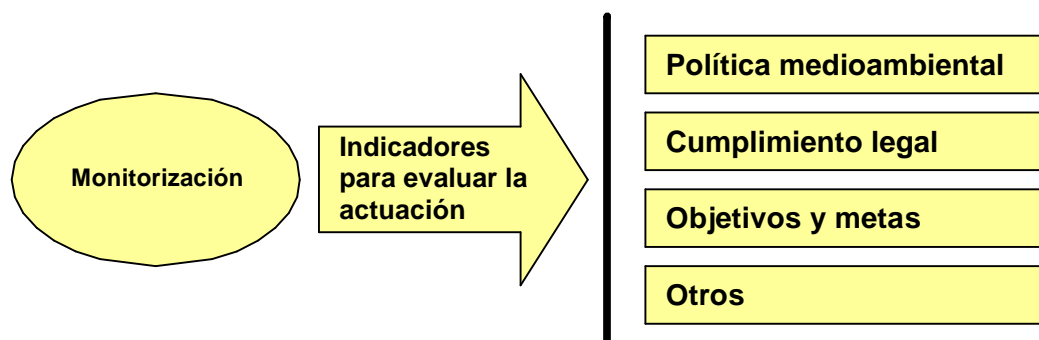 Monitorización
Indicadores
para evaluar la
actuación
Política medioambiental
Cumplimiento legal
Objetivos y metas
Otros